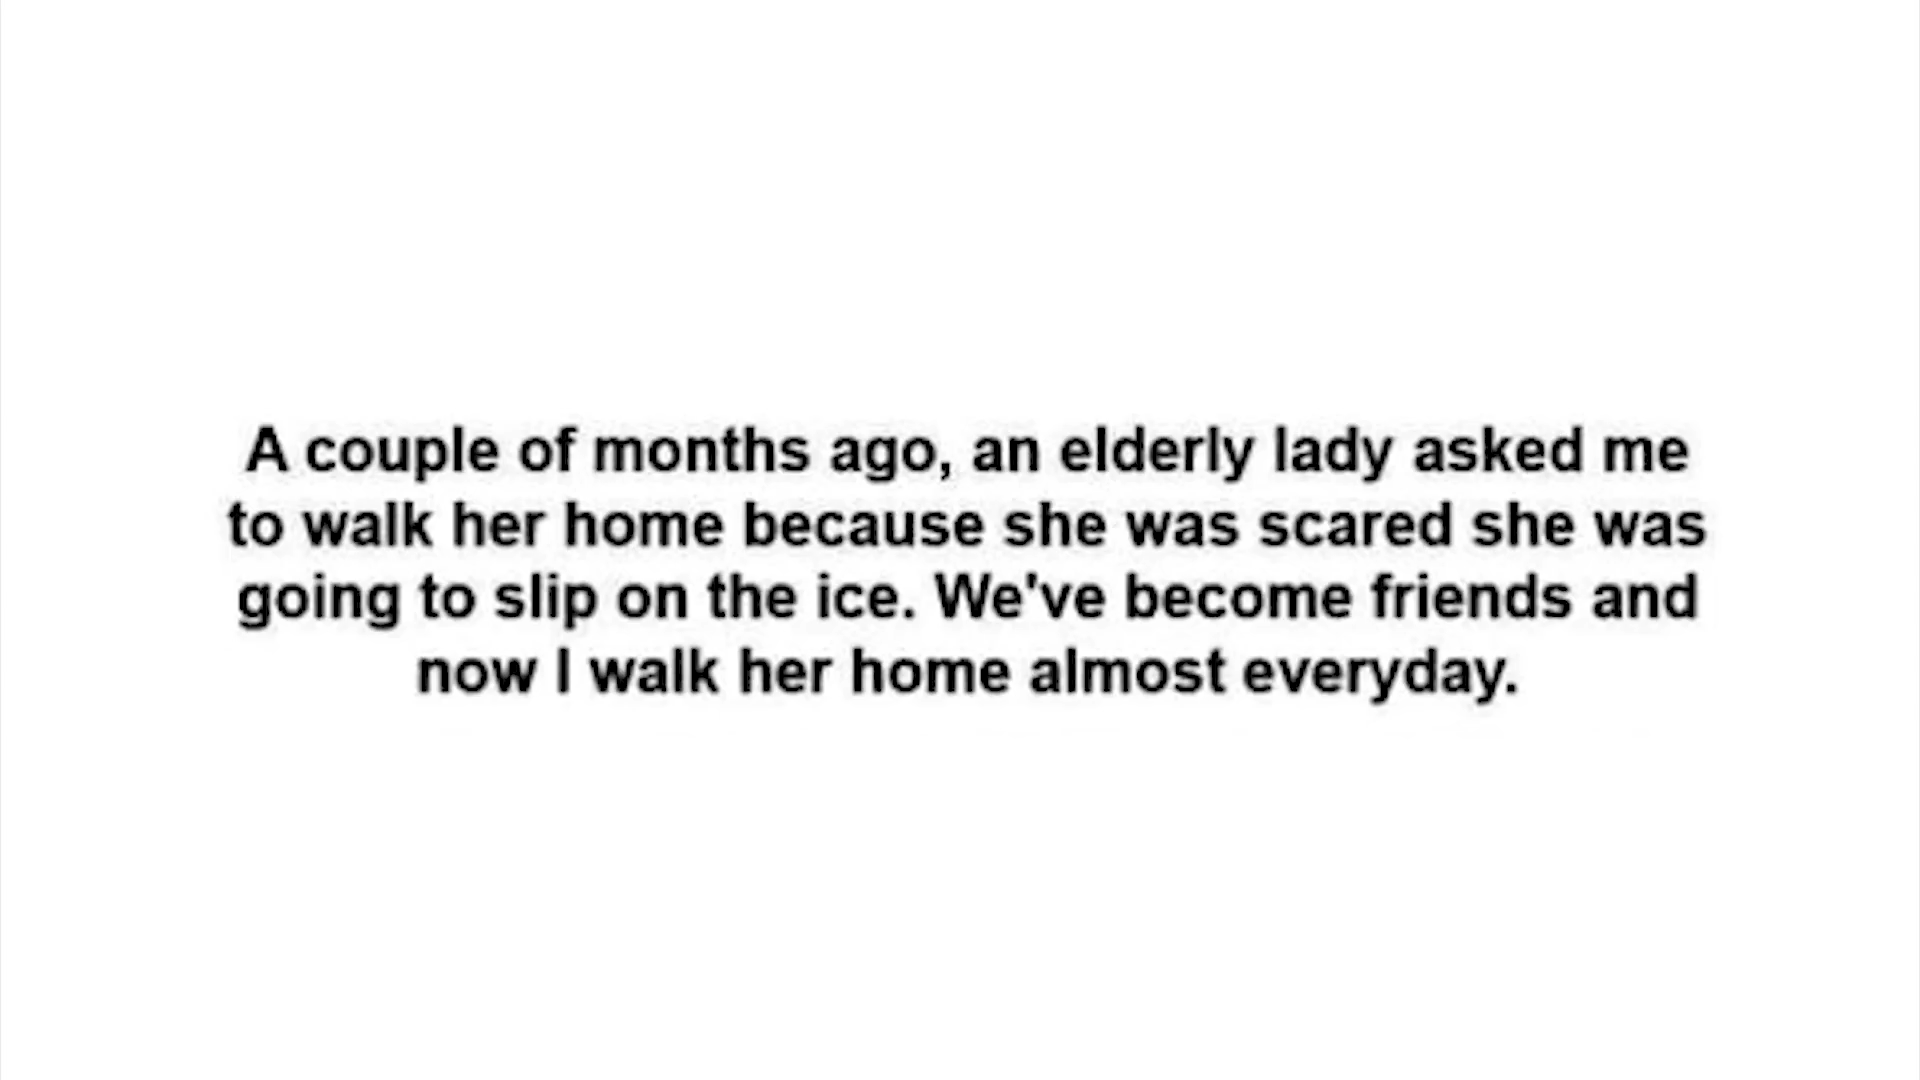 A couple of months ago, an elderly lady asked me
to walk her home because she was scared she was
going to slip on the ice. We've become friends and
now I walk her home almost everyday.